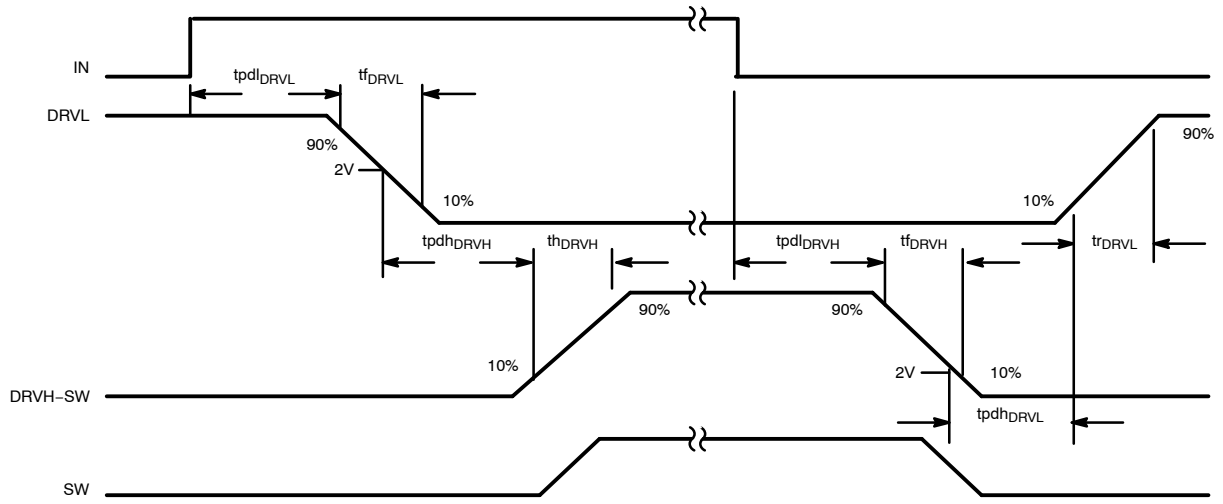 IN
tpdlDRVL
tfDRVL
DRVL
90%
90%
2V
10%
10%
tpdhDRVH
thDRVH
tpdlDRVH
tfDRVH
trDRVL
90%
90%
10%
2V
10%
DRVH−SW
tpdhDRVL
SW